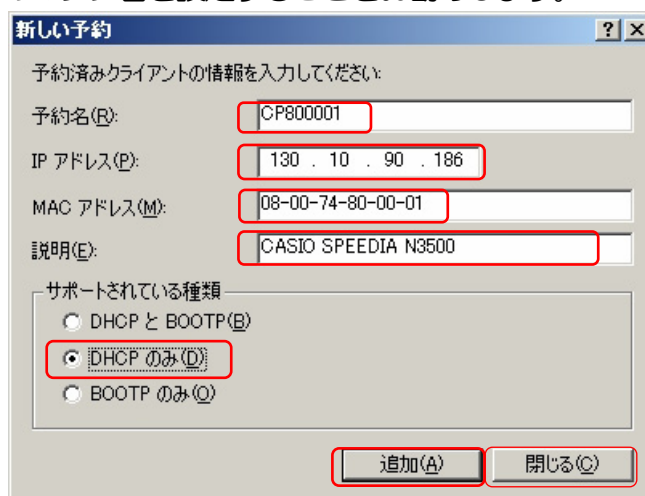 新しい予約
予約済みクライアントの情報を入力してください:
予約名(R): CP800001
IP アドレス(P): 130 . 10 . 90 . 186
MAC アドレス(M): 08-00-74-80-00-01
説明(E): CASIO SPEEDIA N3500
サポートされている種類
DHCP と BOOTP(B)
DHCP のみ(D)
BOOTP のみ(O)
追加(A) 閉じる(C)